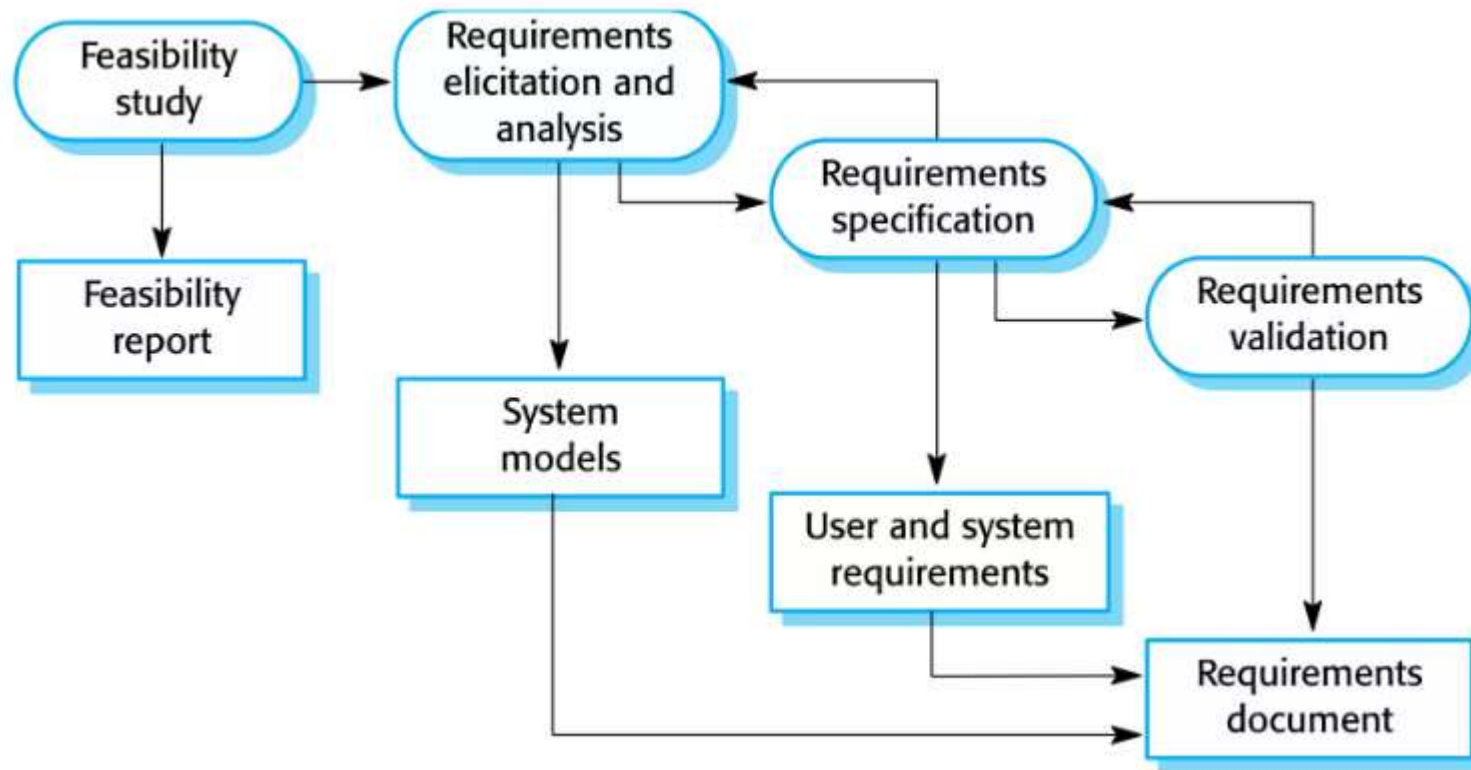 Feasibility
study
Requirements
elicitation and
analysis
Requirements
specification
Requirements
validation
Feasibility
report
System
models
User and system
requirements
Requirements
document